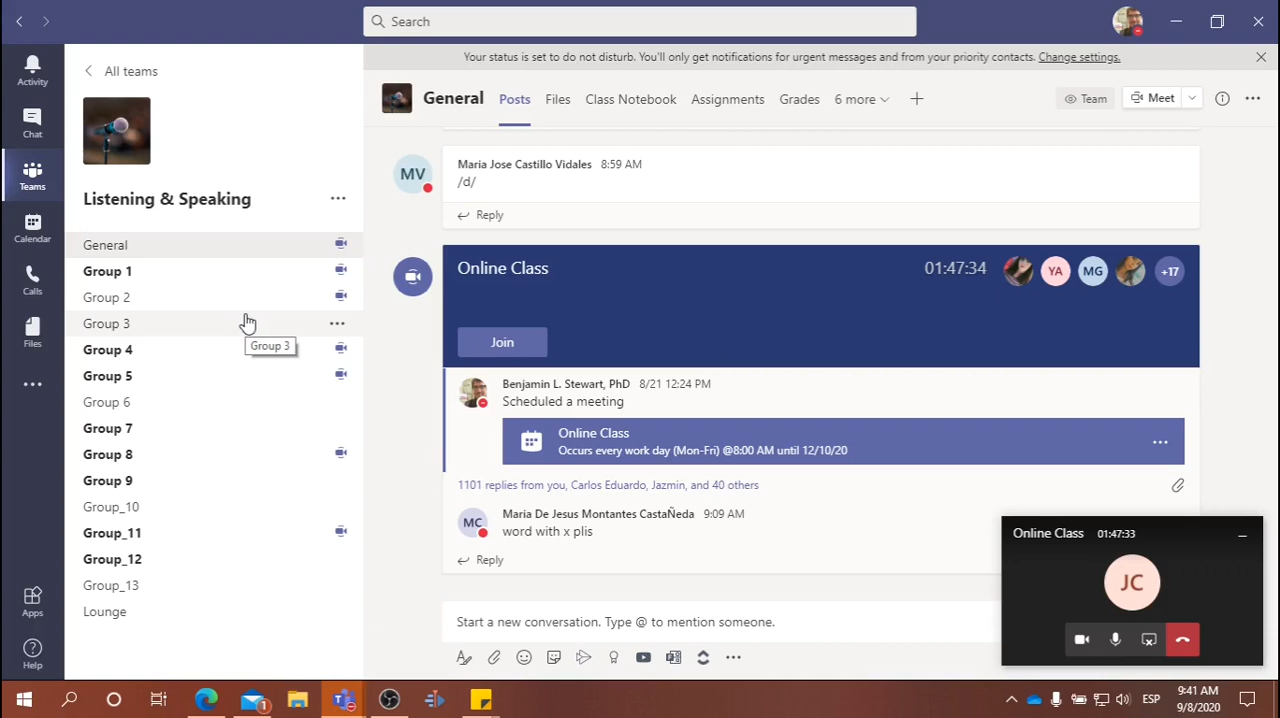 Search
Your status is set to do not disturb. You'll only get notifications for urgent messages and from your priority contacts. Change settings.
Activity
Chat
Teams
Calendar
Calls
Files
Apps
Help
All teams
Listening & Speaking
General
Group 1
Group 2
Group 3
Group 3
Group 4
Group 5
Group 6
Group 7
Group 8
Group 9
Group_10
Group_11
Group_12
Group_13
Lounge
General Posts Files Class Notebook Assignments Grades 6 more
Team Meet
MV
Maria Jose Castillo Vidales 8:59 AM
/d/
Reply
Online Class 01:47:34 YA MG +17
Join
Benjamin L. Stewart, PhD 8/21 12:24 PM
Scheduled a meeting
Online Class
Occurs every work day (Mon-Fri) @8:00 AM until 12/10/20
1101 replies from you, Carlos Eduardo, Jazmin, and 40 others
MC
Maria De Jesus Montantes CastaÑeda 9:09 AM
word with x plis
Reply
Start a new conversation. Type @ to mention someone.
Online Class 01:47:33
JC
1
ESP
9:41 AM
9/8/2020